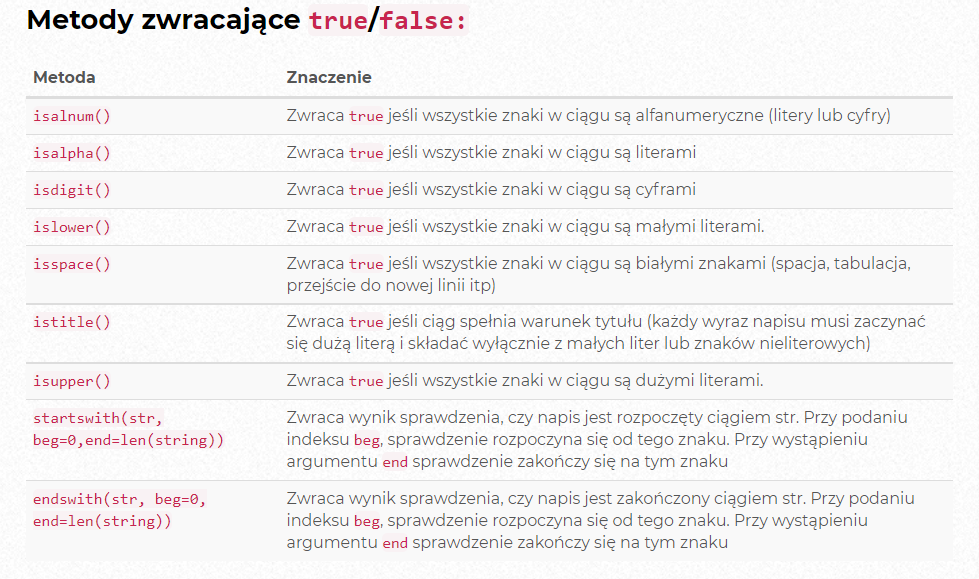 Metody zwracające true/false:
Metoda Znaczenie
isalnum() Zwraca true jeśli wszystkie znaki w ciągu są alfanumeryczne (litery lub cyfry)
isalpha() Zwraca true jeśli wszystkie znaki w ciągu są literami
isdigit() Zwraca true jeśli wszystkie znaki w ciągu są cyframi
islower() Zwraca true jeśli wszystkie znaki w ciągu są małymi literami.
isspace() Zwraca true jeśli wszystkie znaki w ciągu są białymi znakami (spacja, tabulacja,
przejście do nowej linii itp)
istitle() Zwraca true jeśli ciąg spełnia warunek tytułu (każdy wyraz napisu musi zaczynać
się dużą literą i składać wyłącznie z małych liter lub znaków nieliterowych)
isupper() Zwraca true jeśli wszystkie znaki w ciągu są dużymi literami.
startswith(str,
beg=0,end=len(string))
Zwraca wynik sprawdzenia, czy napis jest rozpoczęty ciągiem str. Przy podaniu
indeksu beg, sprawdzenie rozpoczyna się od tego znaku. Przy wystąpieniu
argumentu end sprawdzenie zakończy się na tym znaku
endswith(str, beg=0,
end=len(string))
Zwraca wynik sprawdzenia, czy napis jest zakończony ciągiem str. Przy podaniu
indeksu beg, sprawdzenie rozpoczyna się od tego znaku. Przy wystąpieniu
argumentu end sprawdzenie zakończy się na tym znaku